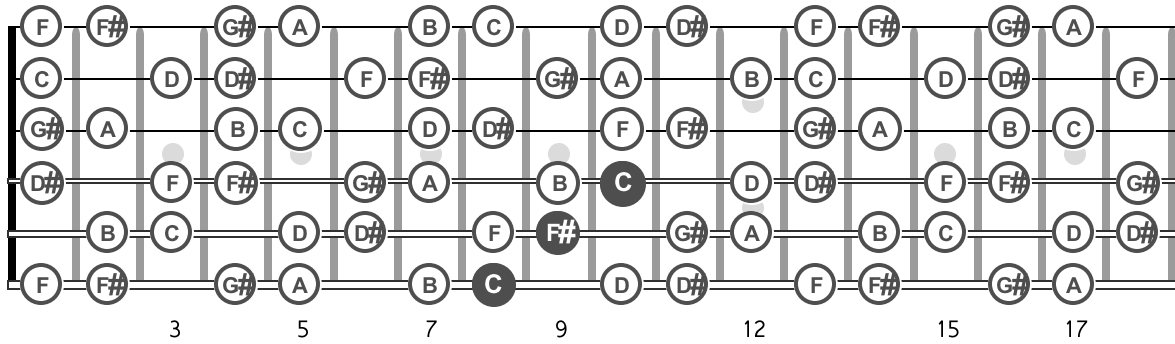 F F# G# A B C D D# F F# G# A
C D D# F F# G# A B C D D# F
G# A B C D D# F F# G# A B C
D# F F# G# A B C D D# F F# G#
B C D D# F F# G# A B C D D#
F F# G# A B C D D# F F# G# A
3 5 7 9 12 15 17